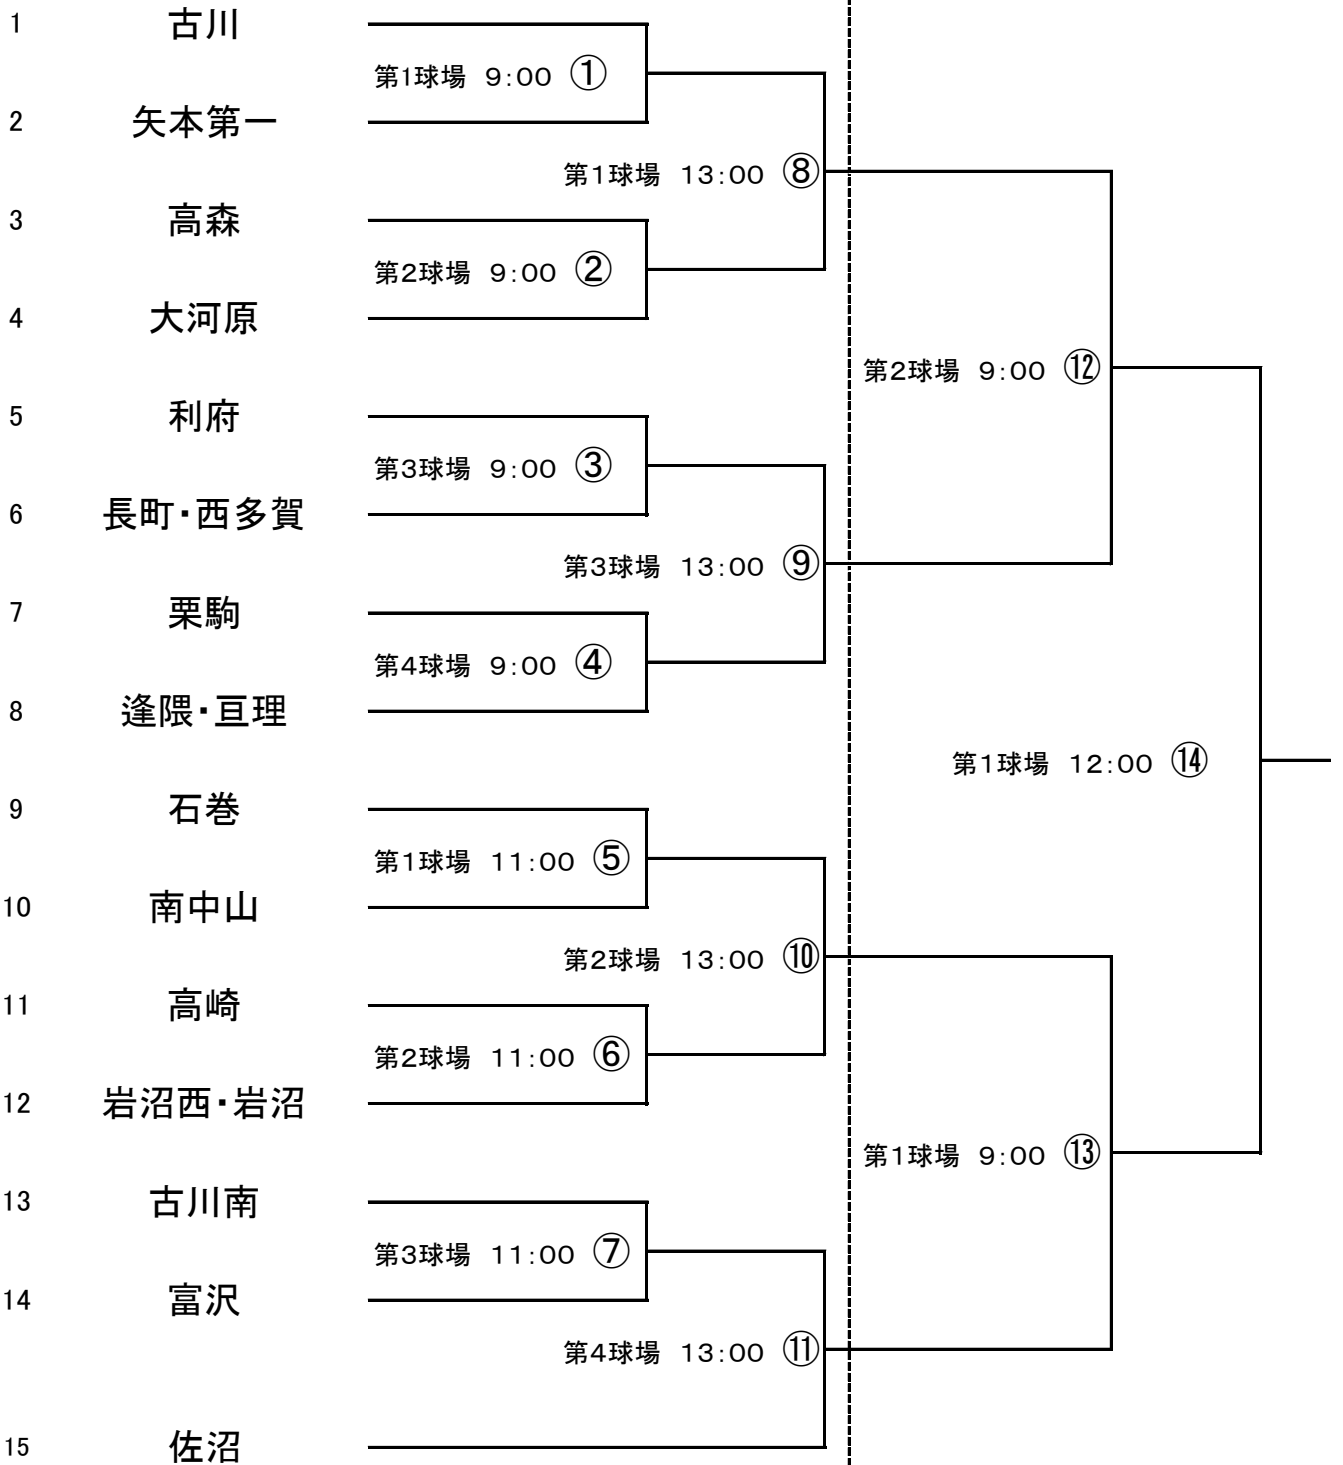 1 古川
第1球場 9:00 ①
2 矢本第一
第1球場 13:00 ⑧
3 高森
第2球場 9:00 ②
4 大河原
第2球場 9:00 ⑫
5 利府
第3球場 9:00 ③
6 長町・西多賀
第3球場 13:00 ⑨
7 栗駒
第4球場 9:00 ④
8 逢隈・亘理
第1球場 12:00 ⑭
9 石巻
第1球場 11:00 ⑤
10 南中山
第2球場 13:00 ⑩
11 高崎
第2球場 11:00 ⑥
12 岩沼西・岩沼
第1球場 9:00 ⑬
13 古川南
第3球場 11:00 ⑦
14 富沢
第4球場 13:00 ⑪
15 佐沼